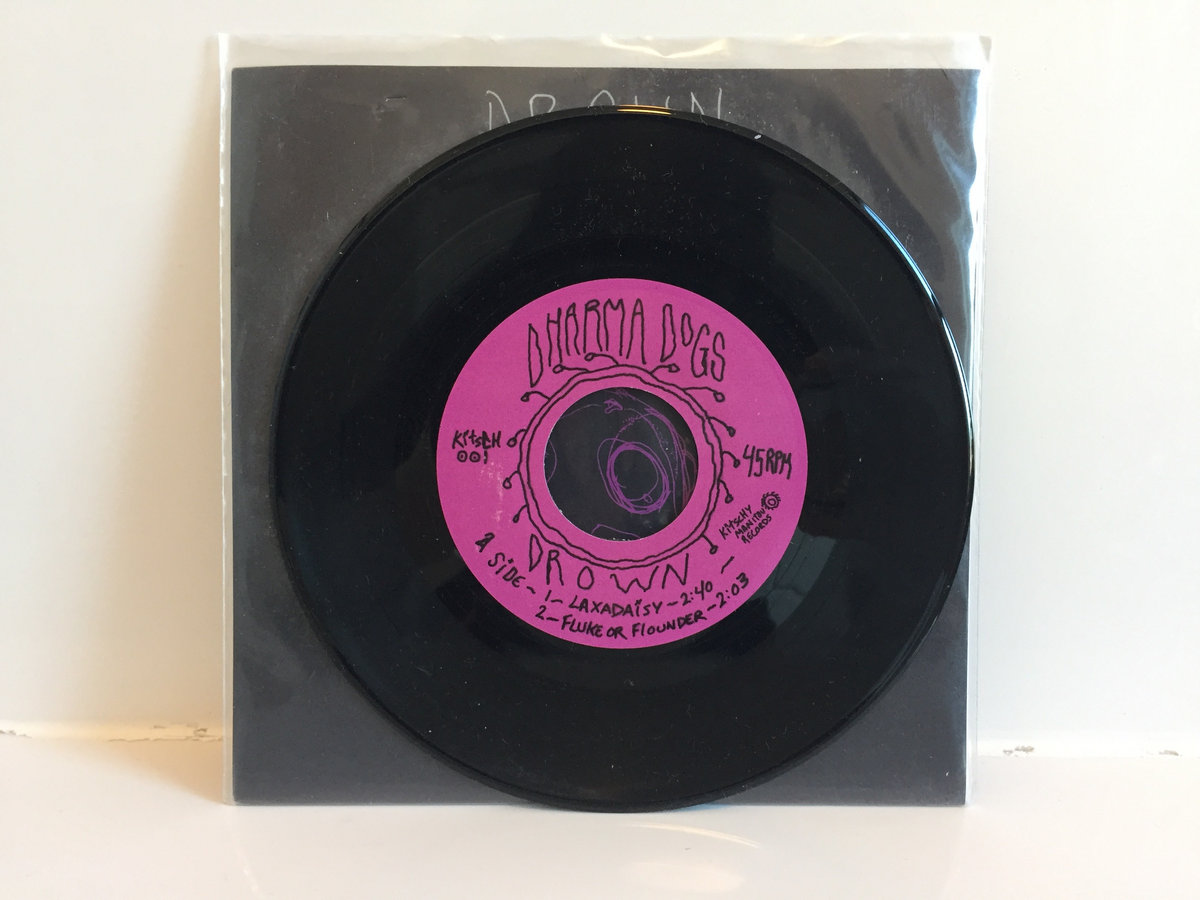 DROWN
DHARMA DOGS
KitsCH
001
45 RPM
KitSCHY
MANITOU
RECORDS
DROWN
A SiDE - 1 - LAXADAiSY - 2:40 -
2 - FLUKE OR FlOUNDER - 2:03